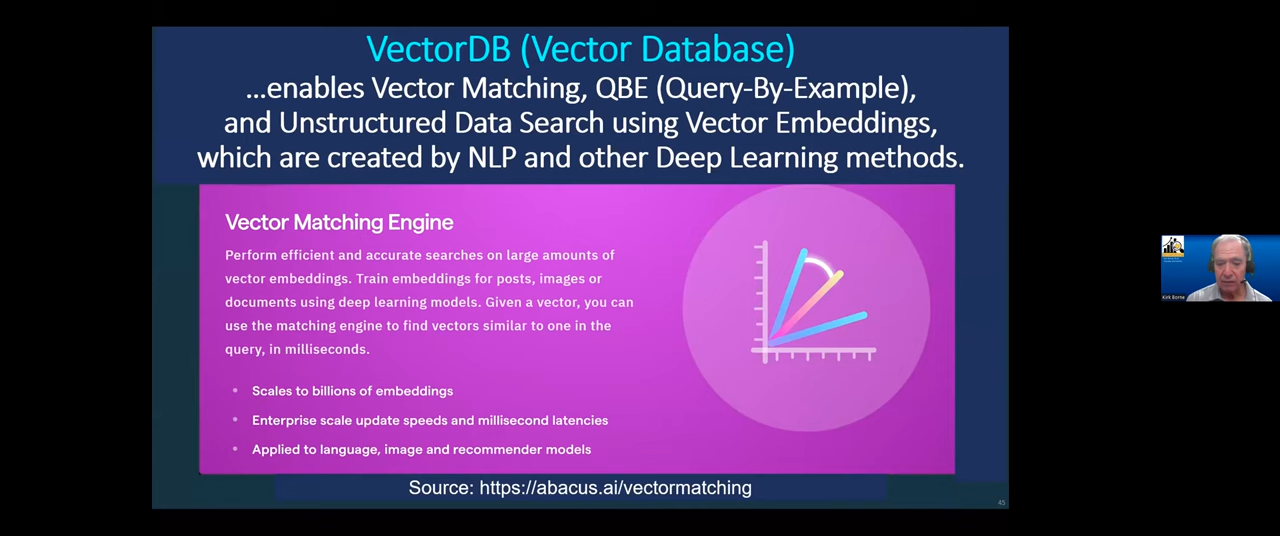 VectorDB (Vector Database)
...enables Vector Matching, QBE (Query-By-Example),
and Unstructured Data Search using Vector Embeddings,
which are created by NLP and other Deep Learning methods.
Vector Matching Engine
Perform efficient and accurate searches on large amounts of
vector embeddings. Train embeddings for posts, images or
documents using deep learning models. Given a vector, you can
use the matching engine to find vectors similar to one in the
query, in milliseconds.
• Scales to billions of embeddings
• Enterprise scale update speeds and millisecond latencies
• Applied to language, image and recommender models
Source: https://abacus.ai/vectormatching
45
Kirk Borne